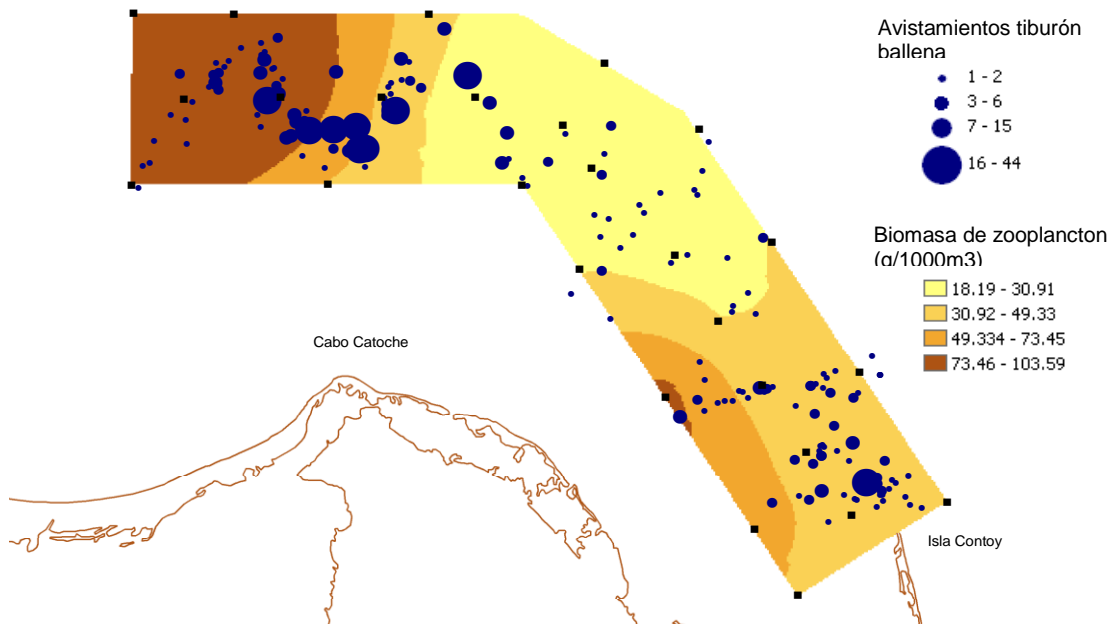 Avistamientos tiburón
ballena
1 - 2
3 - 6
7 - 15
16 - 44
Biomasa de zooplancton
(g/1000m3)
18.19 - 30.91
30.92 - 49.33
49.334 - 73.45
73.46 - 103.59
Cabo Catoche
Isla Contoy